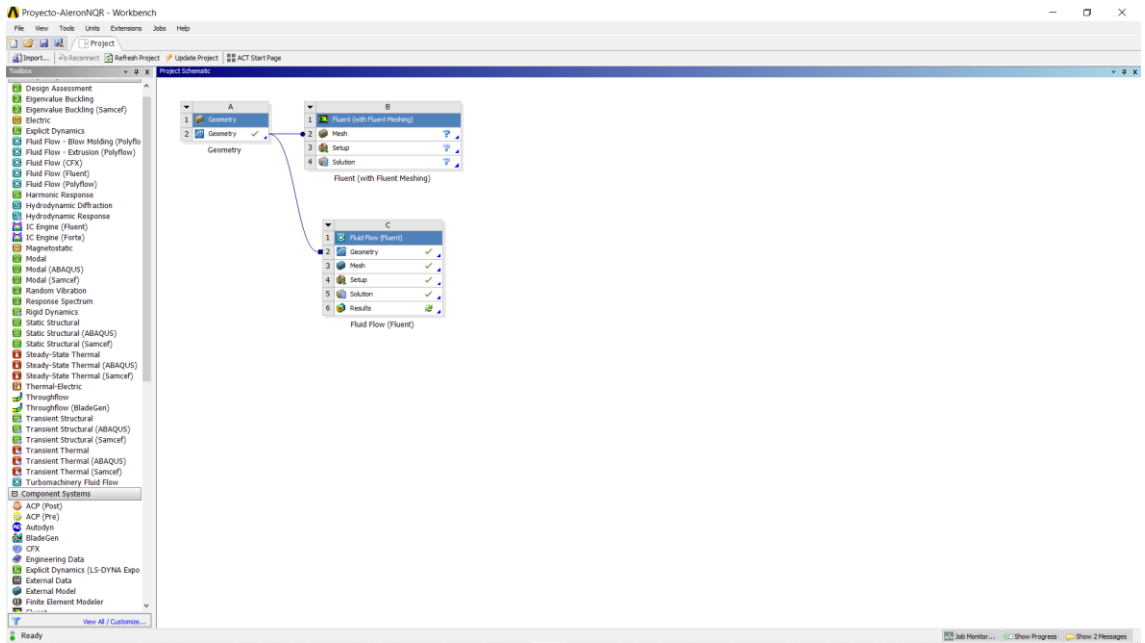 Proyecto-AleronNQR - Workbench
File View Tools Units Extensions Jobs Help
Project
Import... Reconnect Refresh Project Update Project ACT Start Page
Toolbox
Project Schematic
Design Assessment
Eigenvalue Buckling
Eigenvalue Buckling (Samcef)
Electric
Explicit Dynamics
Fluid Flow - Blow Molding (Polyflo
Fluid Flow - Extrusion (Polyflow)
Fluid Flow (CFX)
Fluid Flow (Fluent)
Fluid Flow (Polyflow)
Harmonic Response
Hydrodynamic Diffraction
Hydrodynamic Response
IC Engine (Fluent)
IC Engine (Forte)
Magnetostatic
Modal
Modal (ABAQUS)
Modal (Samcef)
Random Vibration
Response Spectrum
Rigid Dynamics
Static Structural
Static Structural (ABAQUS)
Static Structural (Samcef)
Steady-State Thermal
Steady-State Thermal (ABAQUS)
Steady-State Thermal (Samcef)
Thermal-Electric
Throughflow
Throughflow (BladeGen)
Transient Structural
Transient Structural (ABAQUS)
Transient Structural (Samcef)
Transient Thermal
Transient Thermal (ABAQUS)
Transient Thermal (Samcef)
Turbomachinery Fluid Flow
Component Systems
ACP (Post)
ACP (Pre)
Autodyn
BladeGen
CFX
Engineering Data
Explicit Dynamics (LS-DYNA Expo
External Data
External Model
Finite Element Modeler
View All / Customize...
A
1 Geometry
2 Geometry
Geometry
B
1 Fluent (with Fluent Meshing)
2 Mesh ?
3 Setup ?
4 Solution ?
Fluent (with Fluent Meshing)
C
1 Fluid Flow (Fluent)
2 Geometry
3 Mesh
4 Setup
5 Solution
6 Results
Fluid Flow (Fluent)
Ready
Job Monitor... Show Progress Show 2 Messages